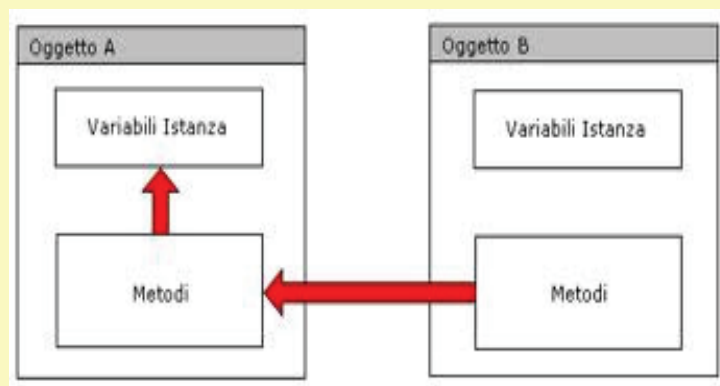 Oggetto A
Variabili Istanza
Metodi
Oggetto B
Variabili Istanza
Metodi